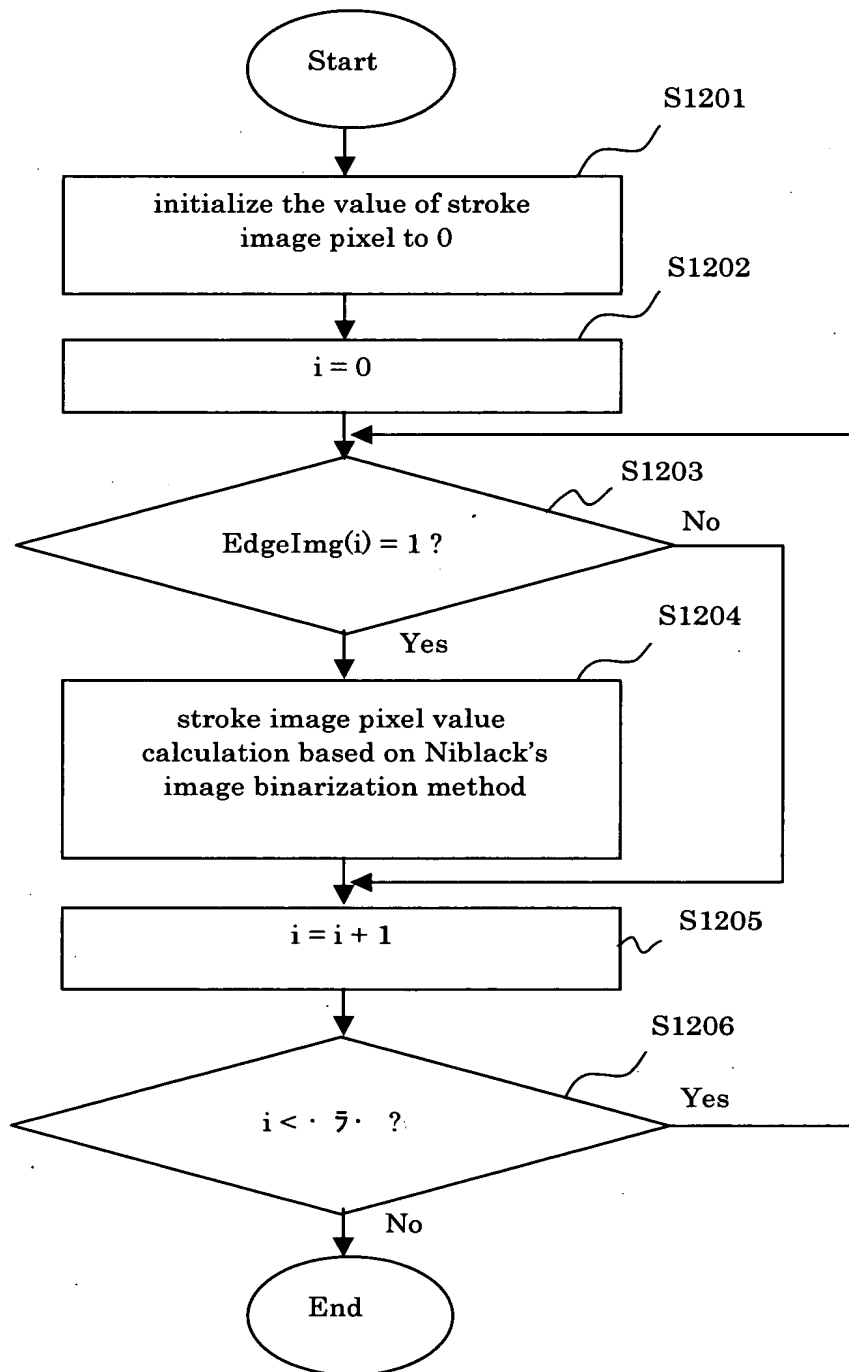 Start
S1201
initialize the value of stroke
image pixel to 0
S1202
i = 0
S1203
EdgeImg(i) = 1 ?
No
Yes
S1204
stroke image pixel value
calculation based on Niblack's
image binarization method
i = i + 1
S1205
S1206
i < · ラ· ?
Yes
No
End